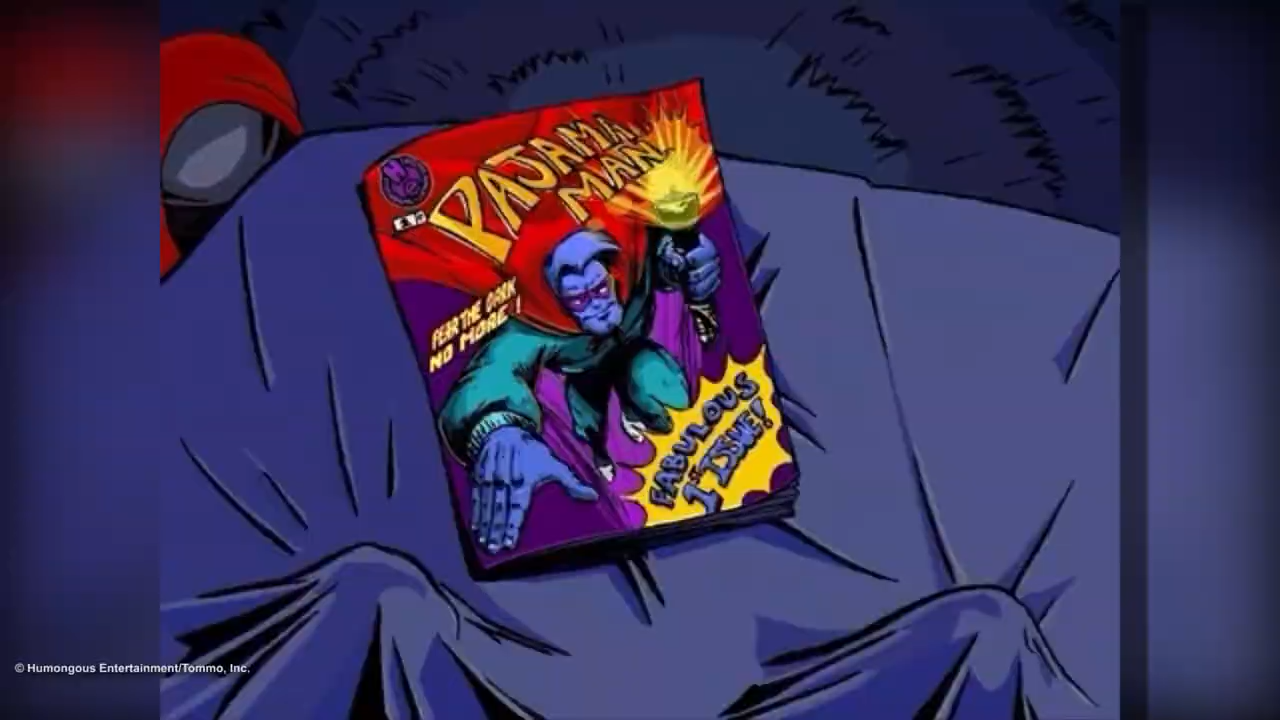 PAJAMA
MAN
FEAR THE DARK
NO MORE!
FABULOUS
1ST ISSUE!
© Humongous Entertainment/Tommo, Inc.